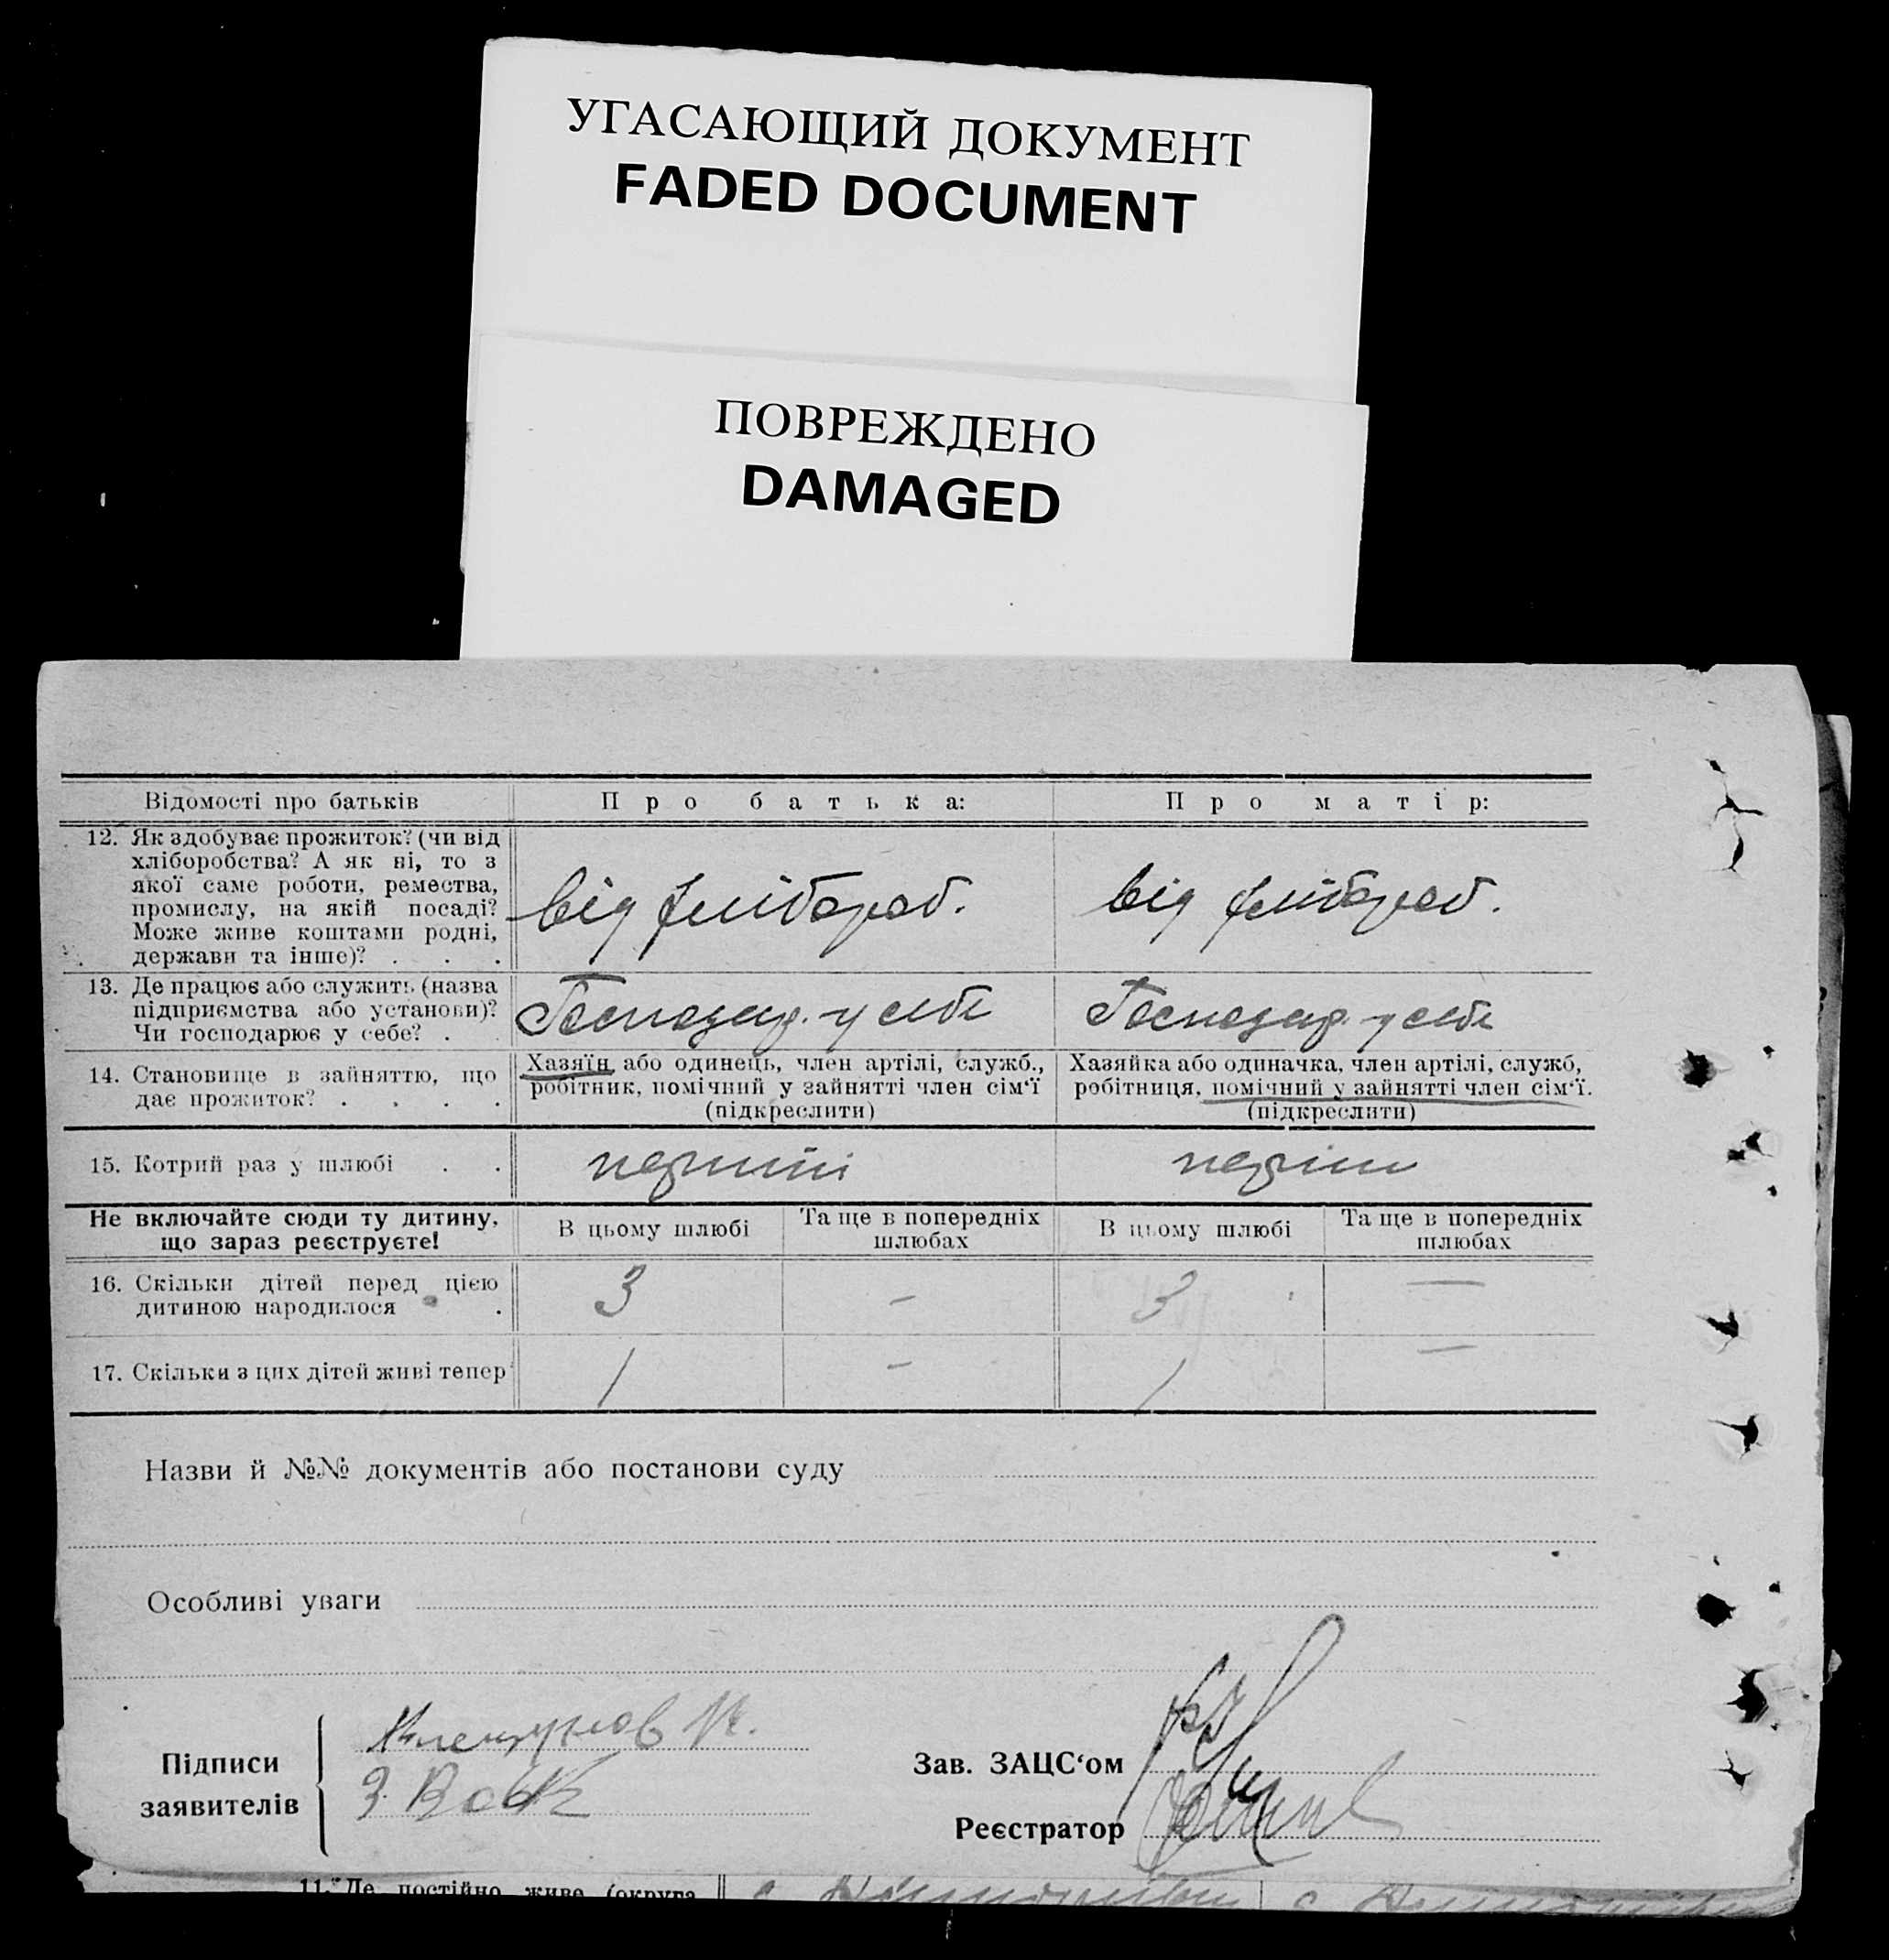 УГАСАЮЩИЙ ДОКУМЕНТ
FADED DOCUMENT
ПОВРЕЖДЕНО
DAMAGED
Відомості про батьків Про батька: Про матір:
12. Як здобуває прожиток? (чи від
хліборобства? А як ні, то з
якої саме роботи, ремества,
промислу, на якій посаді?
Може живе коштами родні,
держави та інше)? . . .
від хлібороб. від хлібороб.
13. Де працює або служить (назва
підприємства або установи)?
Чи господарює у себе? .
Господар. у себе Господар. у себе
14. Становище в зайняттю, що
дає прожиток? . . . .
Хазяїн, або одинець, член артілі, служб.,
робітник, помічний у зайнятті член сім‘ї
(підкреслити)
Хазяйка або одиначка, член артілі, служб,
робітниця, помічний у зайнятті член сім‘ї.
(підкреслити)
15. Котрий раз у шлюбі . .
Не включайте сюди ту дитину,
що зараз реєструєте!
В цьому шлюбі Та ще в попередніх
шлюбах
В цьому шлюбі Та ще в попередніх
шлюбах
16. Скільки дітей перед цією
дитиною народилося .
3 — 3 —
17. Скільки з цих дітей живі тепер
1 — 1 —
Назви й №№ документів або постанови суду
Особливі уваги
Підписи
заявителів
Зав. ЗАЦС‘ом
Реєстратор
11. Де постійно живе (округа